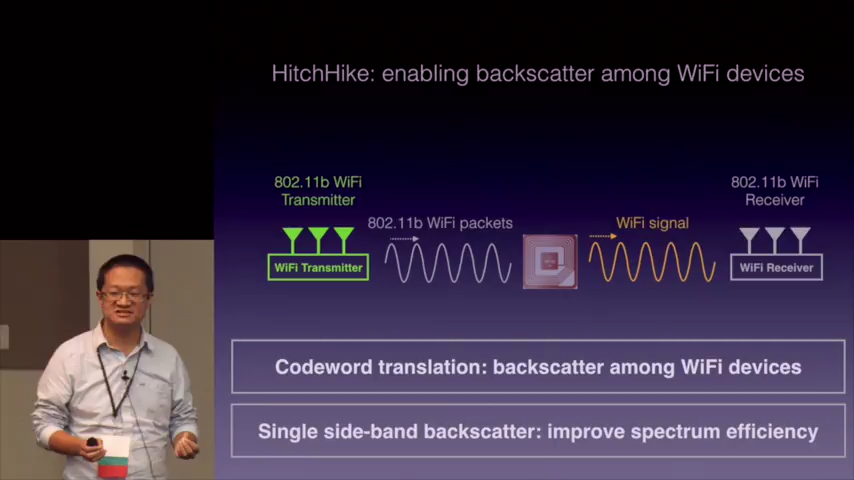 HitchHike: enabling backscatter among WiFi devices
802.11b WiFi
Transmitter
802.11b WiFi packets
WiFi signal
802.11b WiFi
Receiver
WiFi Transmitter
WiFi Receiver
Codeword translation: backscatter among WiFi devices
Single side-band backscatter: improve spectrum efficiency